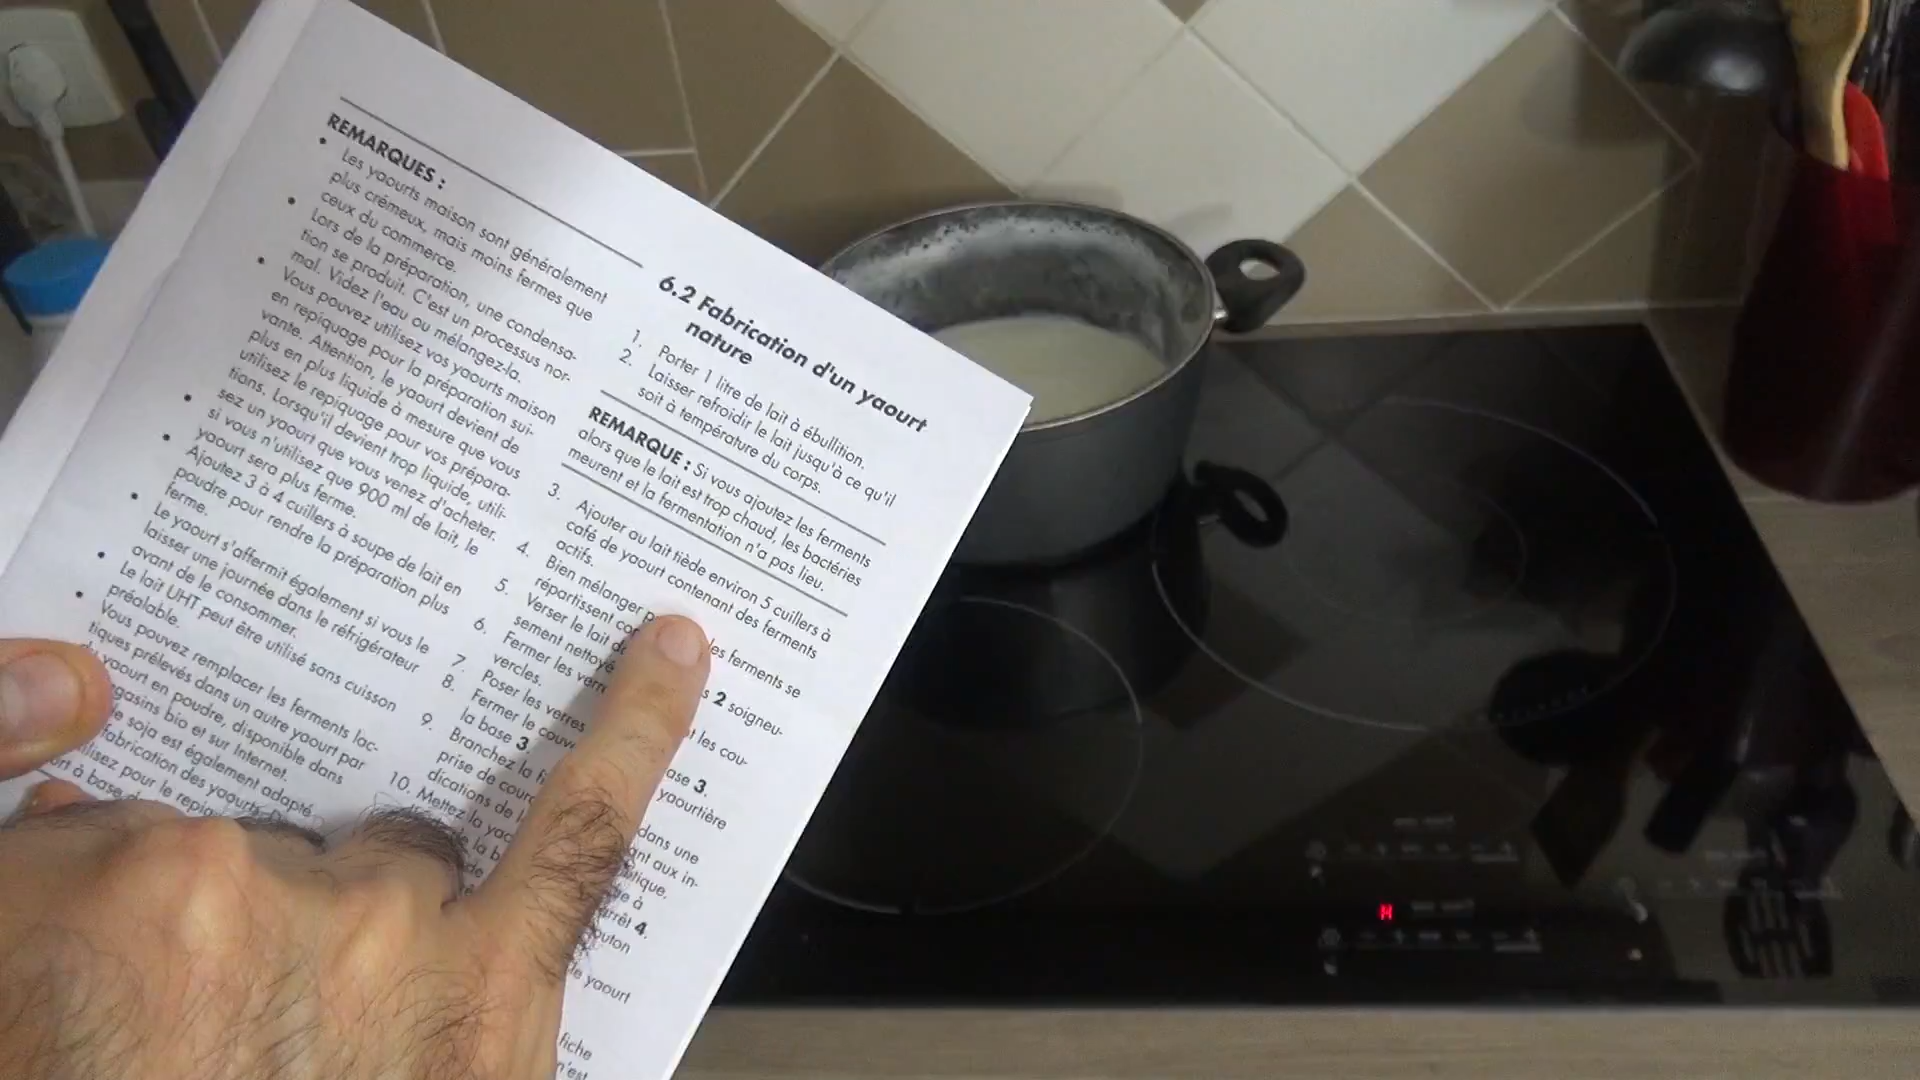 REMARQUES :
• Les yaourts maison sont généralement
plus crémeux, mais moins fermes que
ceux du commerce.
• Lors de la préparation, une condensa-
tion se produit. C'est un processus nor-
mal. Videz l'eau ou mélangez-la.
• Vous pouvez utilisez vos yaourts maison
en repiquage pour la préparation sui-
vante. Attention, le yaourt devient de
plus en plus liquide à mesure que vous
utilisez le repiquage pour vos prépara-
tions. Lorsqu'il devient trop liquide, utili-
sez un yaourt que vous venez d'acheter.
• si vous n'utilisez que 900 ml de lait, le
yaourt sera plus ferme.
• Ajoutez 3 à 4 cuillers à soupe de lait en
poudre pour rendre la préparation plus
ferme.
• Le yaourt s'affermit également si vous le
laisser une journée dans le réfrigérateur
avant de le consommer.
• Le lait UHT peut être utilisé sans cuisson
préalable.
• Vous pouvez remplacer les ferments lac-
tiques prélevés dans un autre yaourt par
du yaourt en poudre, disponible dans
magasins bio et sur Internet.
de soja est également adapté
fabrication des yaourts.
utilisez pour le
à base
6.2 Fabrication d'un yaourt
nature
1. Porter 1 litre de lait à ébullition.
2. Laisser refroidir le lait jusqu'à ce qu'il
soit à température du corps.
REMARQUE : Si vous ajoutez les ferments
alors que le lait est trop chaud, les bactéries
meurent et la fermentation n'a pas lieu.
3. Ajouter au lait tiède environ 5 cuillers à
café de yaourt contenant des ferments
actifs.
4. Bien mélanger les ferments se
répartissent
5. Verser le lait 2 soigneu-
sement nettoyé
6. Fermer les les cou-
vercles.
7. Poser les verres 3.
8. Fermer le yaourtière
la base 3.
9. Branchez la dans une
prise de aux in-
dications de
10. Mettez la à
4.
de yaourt
fiche
n'est